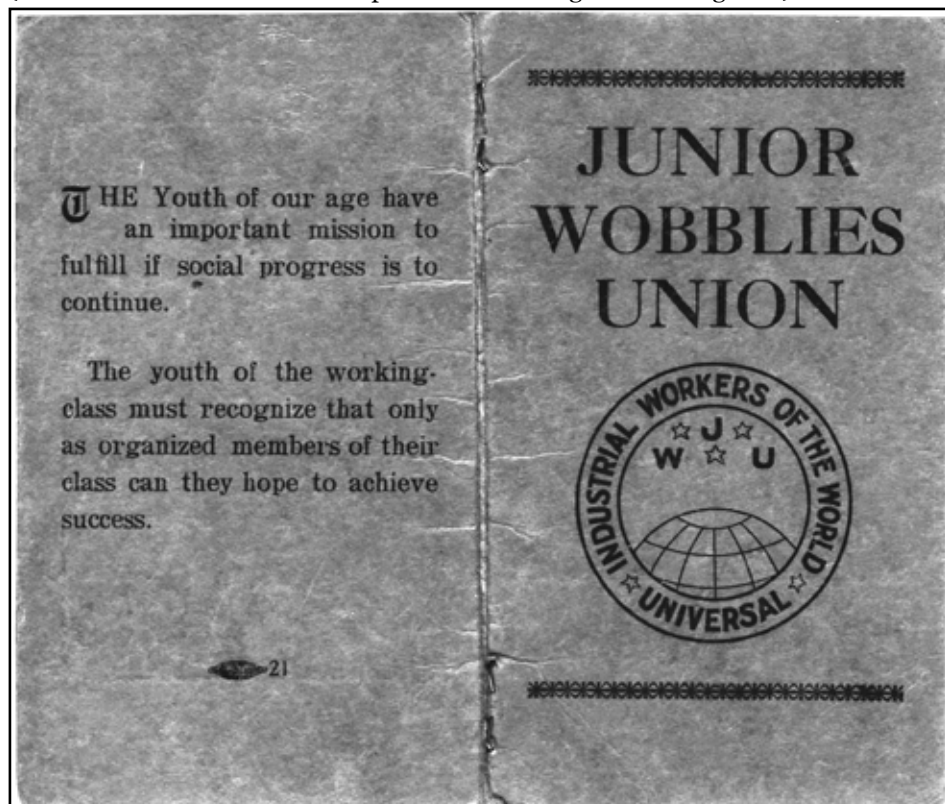 THE Youth of our age have
an important mission to
fulfill if social progress is to
continue.
The youth of the working-
class must recognize that only
as organized members of their
class can they hope to achieve
success.
21
JUNIOR
WOBBLIES
UNION
INDUSTRIAL WORKERS OF THE WORLD
J
W U
UNIVERSAL